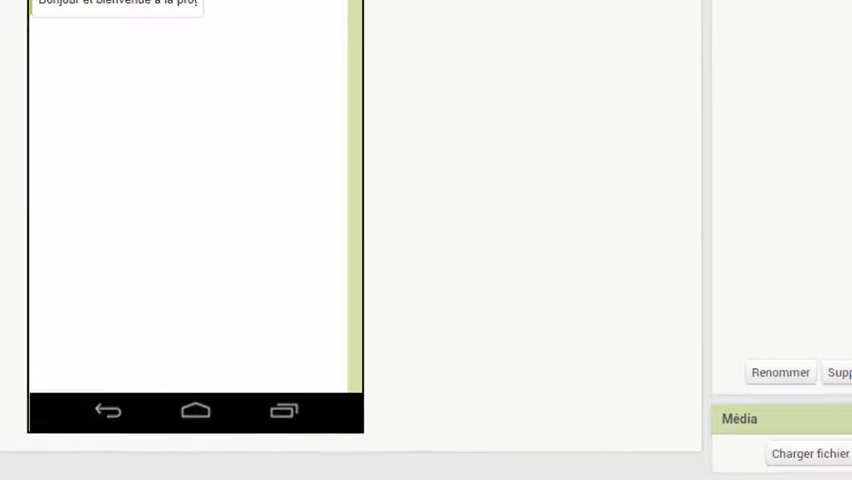 Bonjour et bienvenue à la
Renommer
Média
Charger fichier